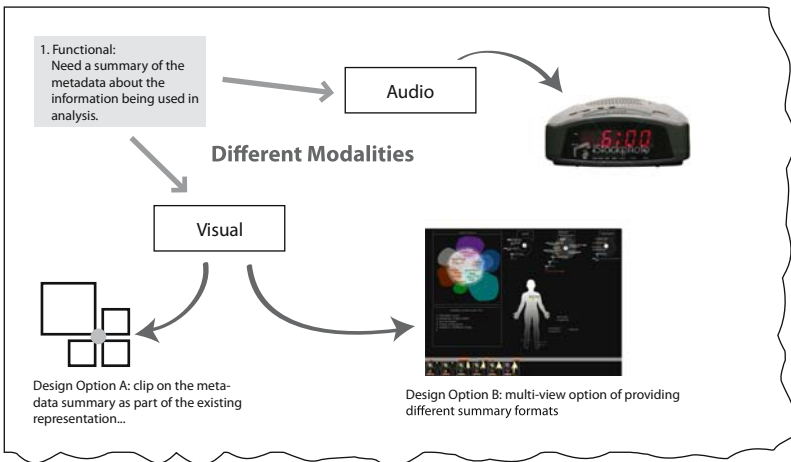 1. Functional:
Need a summary of the
metadata about the
information being used in
analysis.
Audio
6:00
iStockphoto
Different Modalities
Visual
Design Option A: clip on the meta-
data summary as part of the existing
representation...
Design Option B: multi-view option of providing
different summary formats